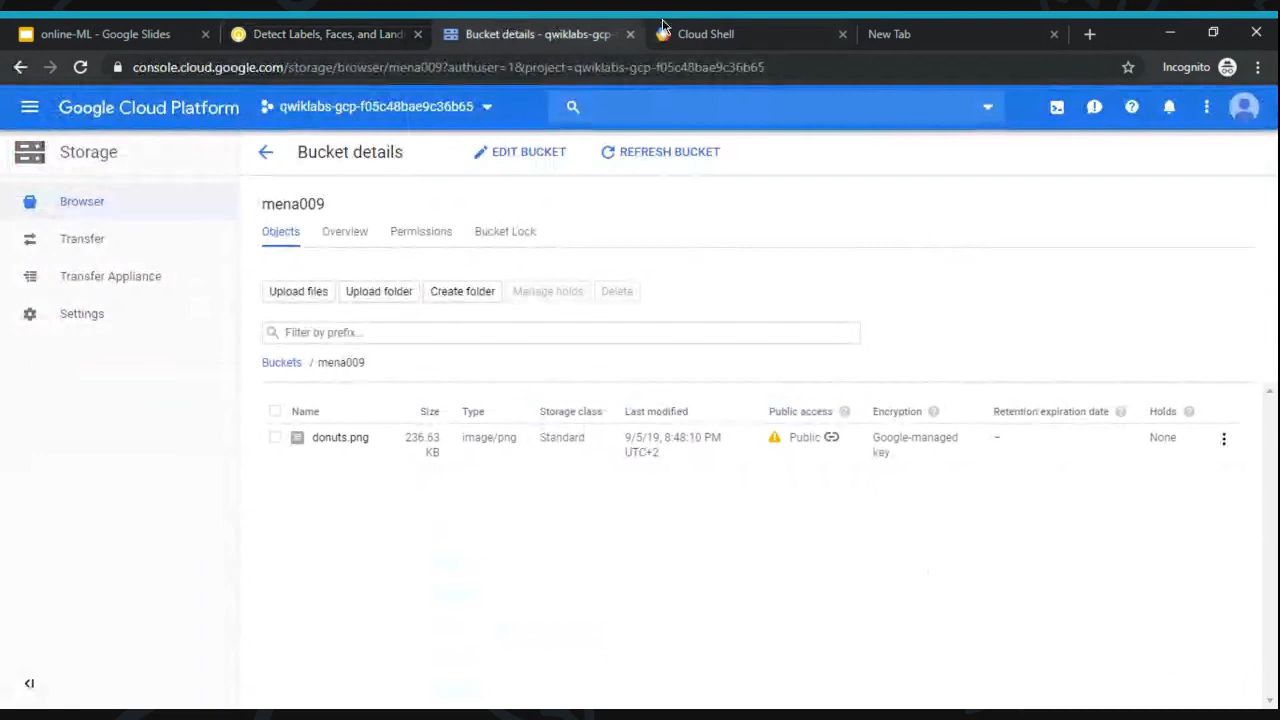 online-ML - Google Slides
Detect Labels, Faces, and Land
Bucket details - qwiklabs-gcp-
Cloud Shell
New Tab
console.cloud.google.com/storage/browser/mena009?authuser=1&project=qwiklabs-gcp-f05c48bae9c36b65
Incognito
Google Cloud Platform
qwiklabs-gcp-f05c48bae9c36b65
Storage
Bucket details
EDIT BUCKET
REFRESH BUCKET
Browser
Transfer
Transfer Appliance
Settings
mena009
Objects Overview Permissions Bucket Lock
Upload files Upload folder Create folder Manage holds Delete
Filter by prefix...
Buckets / mena009
Name Size Type Storage class Last modified Public access Encryption Retention expiration date Holds
donuts.png 236.63 image/png Standard 9/5/19, 8:48:10 PM Public Google-managed – None
KB UTC+2 key